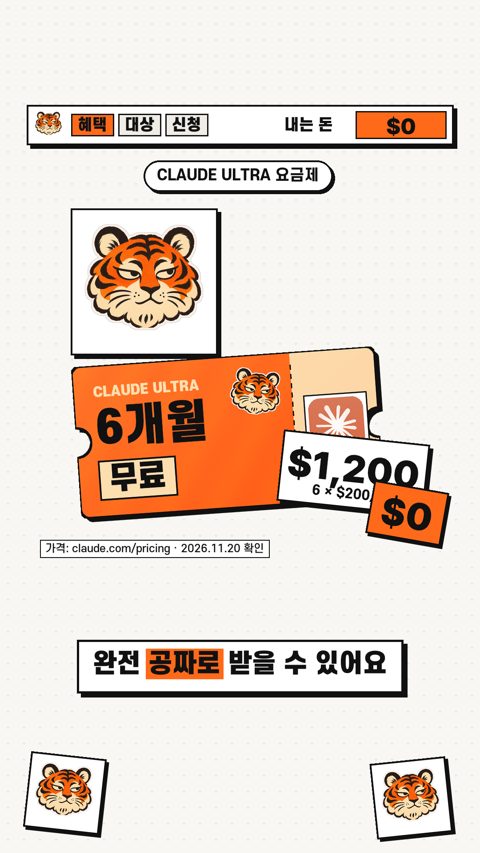 혜택 대상 신청 내는 돈 $0
CLAUDE ULTRA 요금제
CLAUDE ULTRA
6개월
무료
$1,200
6 × $200
$0
가격: claude.com/pricing · 2026.11.20 확인
완전 공짜로 받을 수 있어요